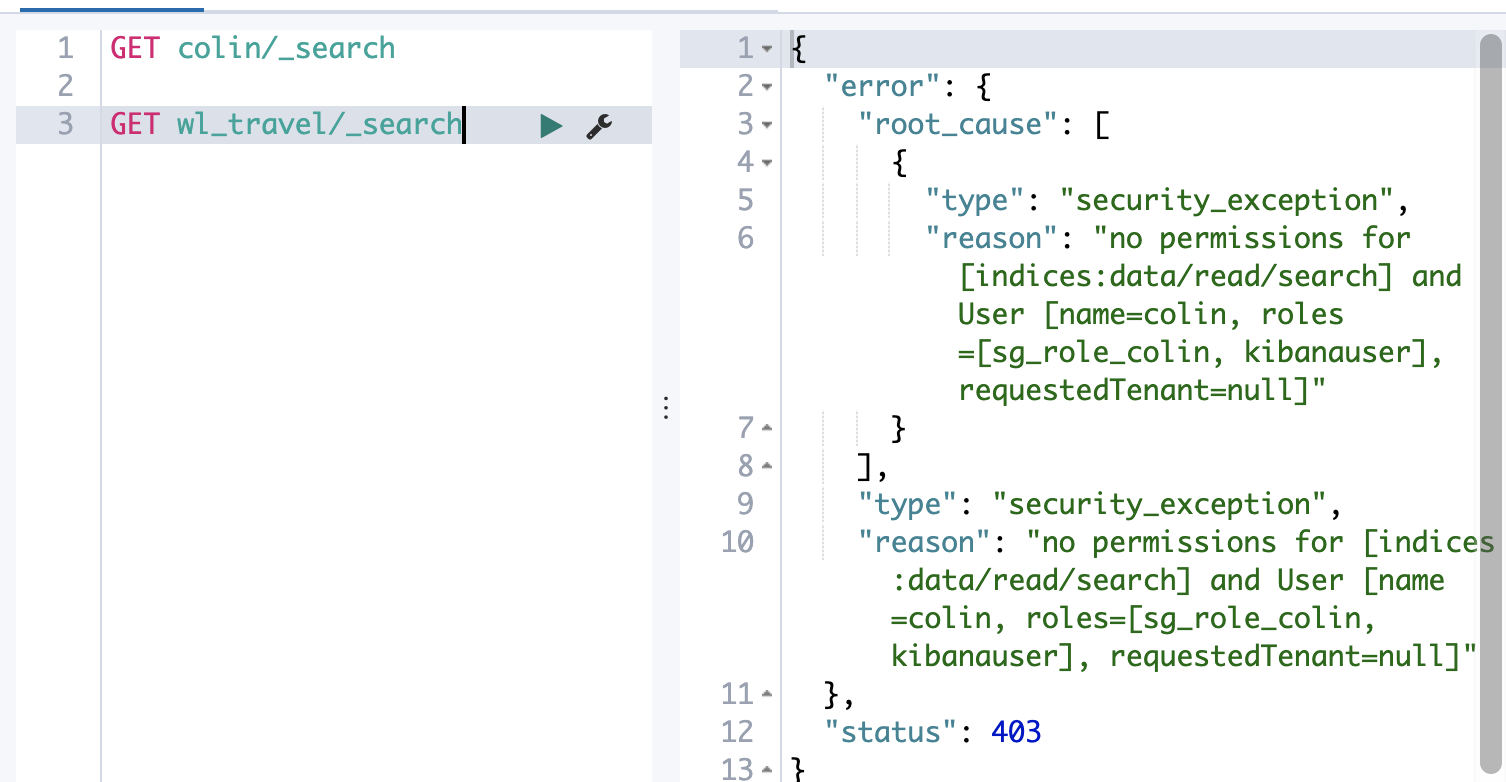 1 GET colin/_search
2
3 GET wl_travel/_search
1 {
2 "error": {
3 "root_cause": [
4 {
5 "type": "security_exception",
6 "reason": "no permissions for
[indices:data/read/search] and
User [name=colin, roles
=[sg_role_colin, kibanauser],
requestedTenant=null]"
7 }
8 ],
9 "type": "security_exception",
10 "reason": "no permissions for [indices
:data/read/search] and User [name
=colin, roles=[sg_role_colin,
kibanauser], requestedTenant=null]"
11 },
12 "status": 403
13 }